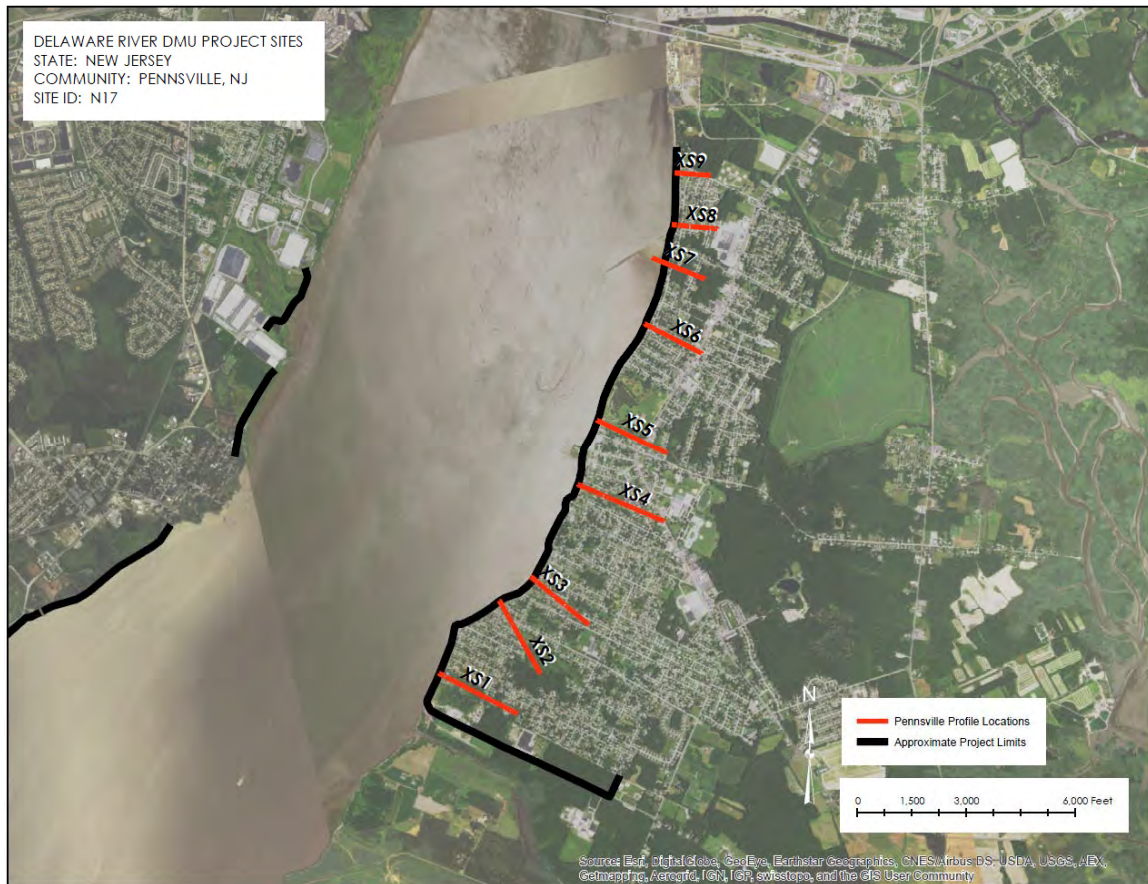 DELAWARE RIVER DMU PROJECT SITES
STATE: NEW JERSEY
COMMUNITY: PENNSVILLE, NJ
SITE ID: N17
XS9
XS8
XS7
XS6
XS5
XS4
XS3
XS2
XS1
N
Pennsville Profile Locations
Approximate Project Limits
0 1,500 3,000 6,000 Feet
Source: Esri, DigitalGlobe, GeoEye, Earthstar Geographics, CNES/Airbus DS, USDA, USGS, AEX,
Getmapping, Aerogrid, IGN, IGP, swisstopo, and the GIS User Community